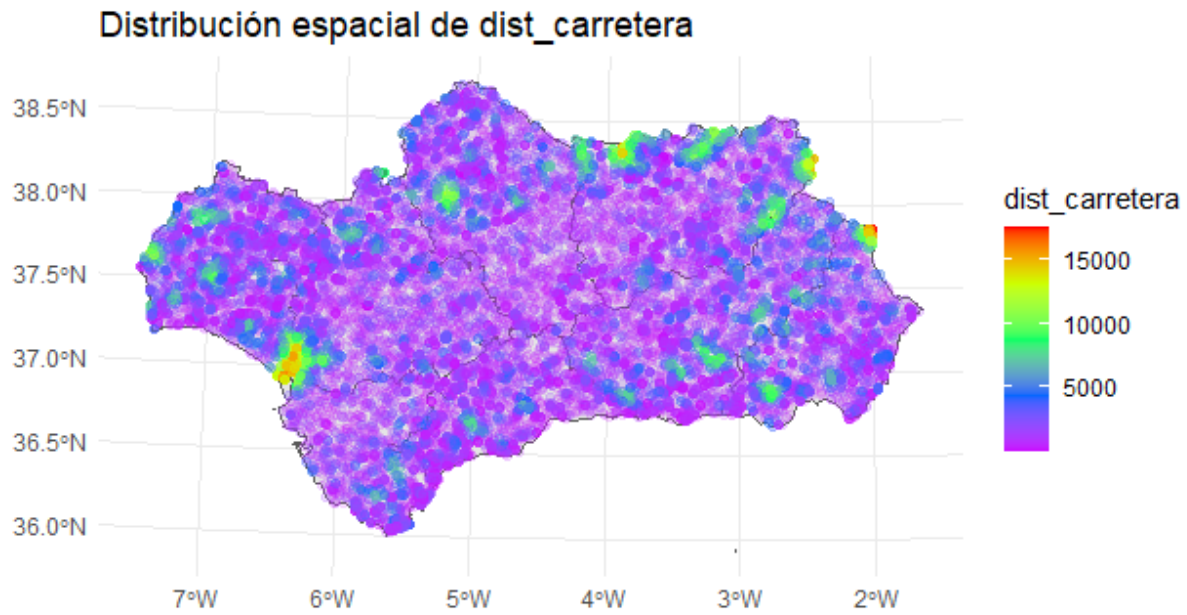 Distribución espacial de dist_carretera
38.5°N
38.0°N
37.5°N
37.0°N
36.5°N
36.0°N
7°W 6°W 5°W 4°W 3°W 2°W
dist_carretera
15000
10000
5000